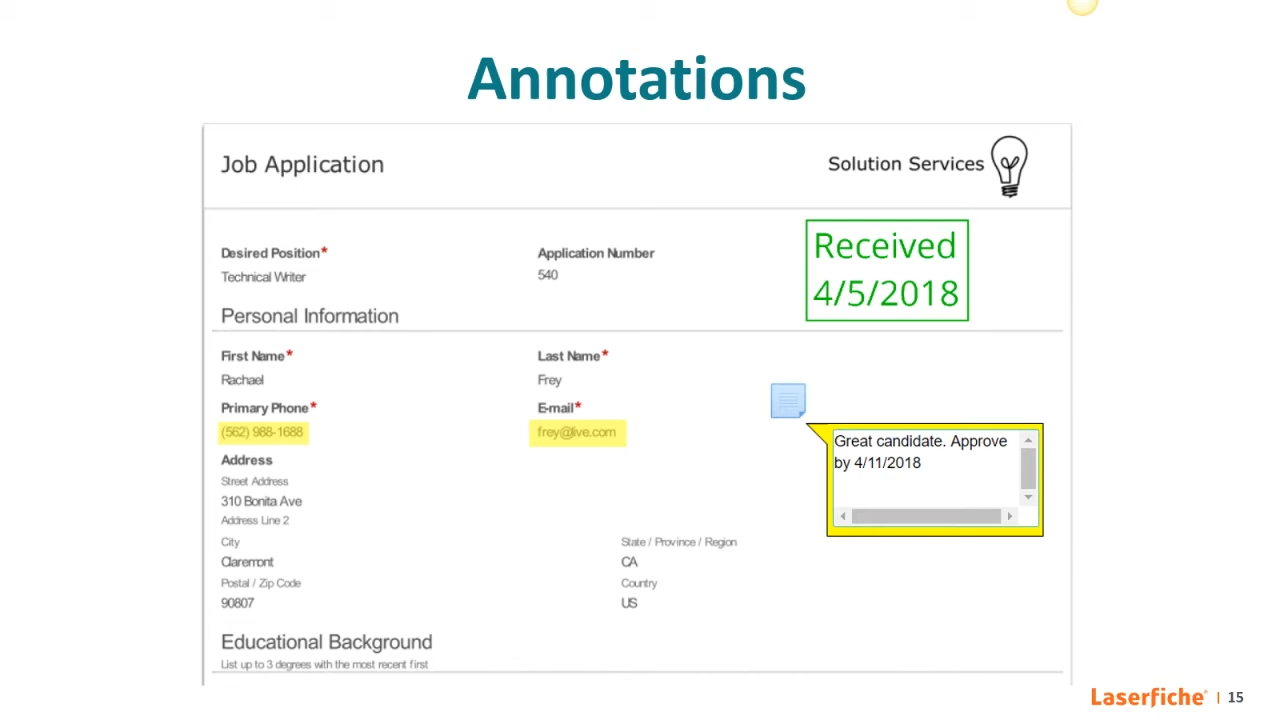 Annotations
Job Application
Solution Services
Desired Position*
Application Number
Technical Writer
540
Received
4/5/2018
Personal Information
First Name*
Last Name*
Rachael
Frey
Primary Phone*
E-mail*
(562) 988-1688
frey@live.com
Great candidate. Approve
by 4/11/2018
Address
Street Address
310 Bonita Ave
Address Line 2
City
State / Province / Region
Claremont
CA
Postal / Zip Code
Country
90807
US
Educational Background
List up to 3 degrees with the most recent first
Laserfiche® | 15